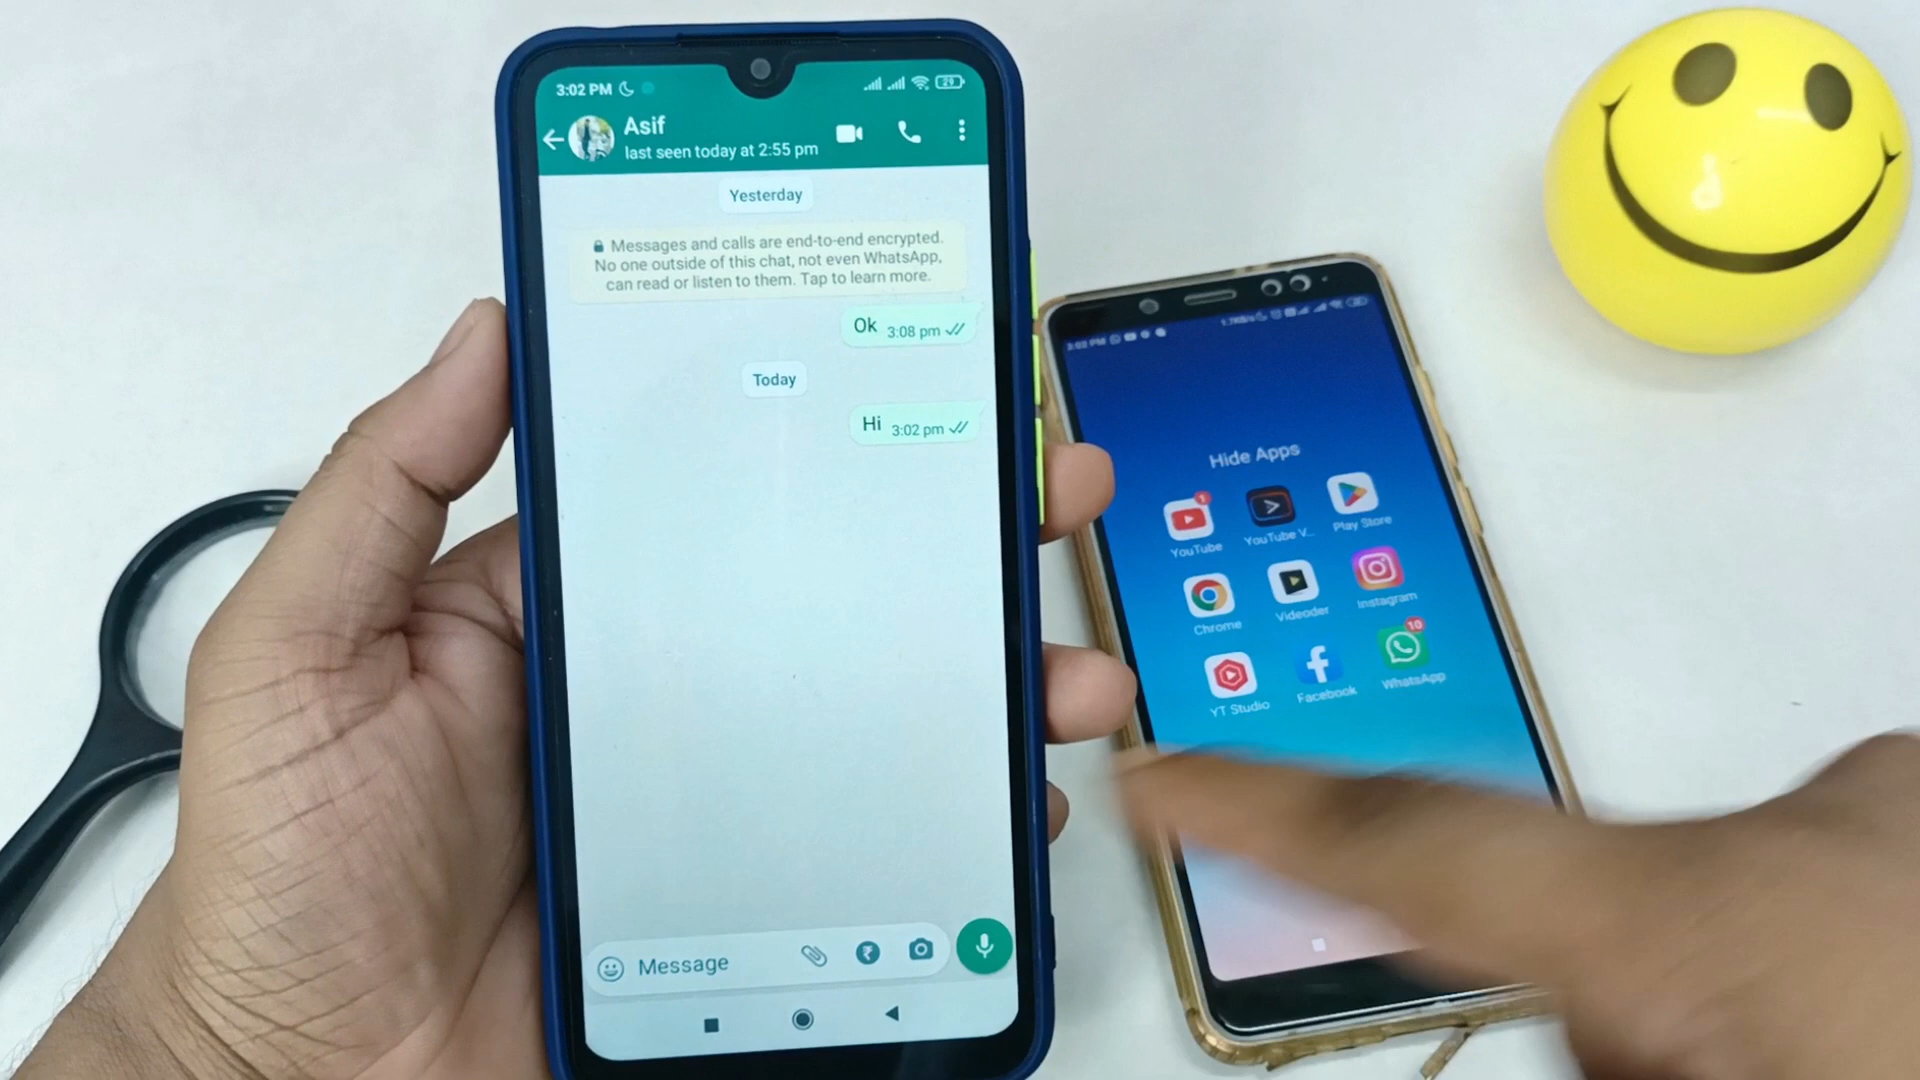 3:02 PM
29
Asif
last seen today at 2:55 pm
Yesterday
Messages and calls are end-to-end encrypted.
No one outside of this chat, not even WhatsApp,
can read or listen to them. Tap to learn more.
Ok 3:08 pm
Today
Hi 3:02 pm
Message
Hide Apps
1
YouTube
YouTube V...
Play Store
Chrome
Videoder
Instagram
10
YT Studio
Facebook
WhatsApp